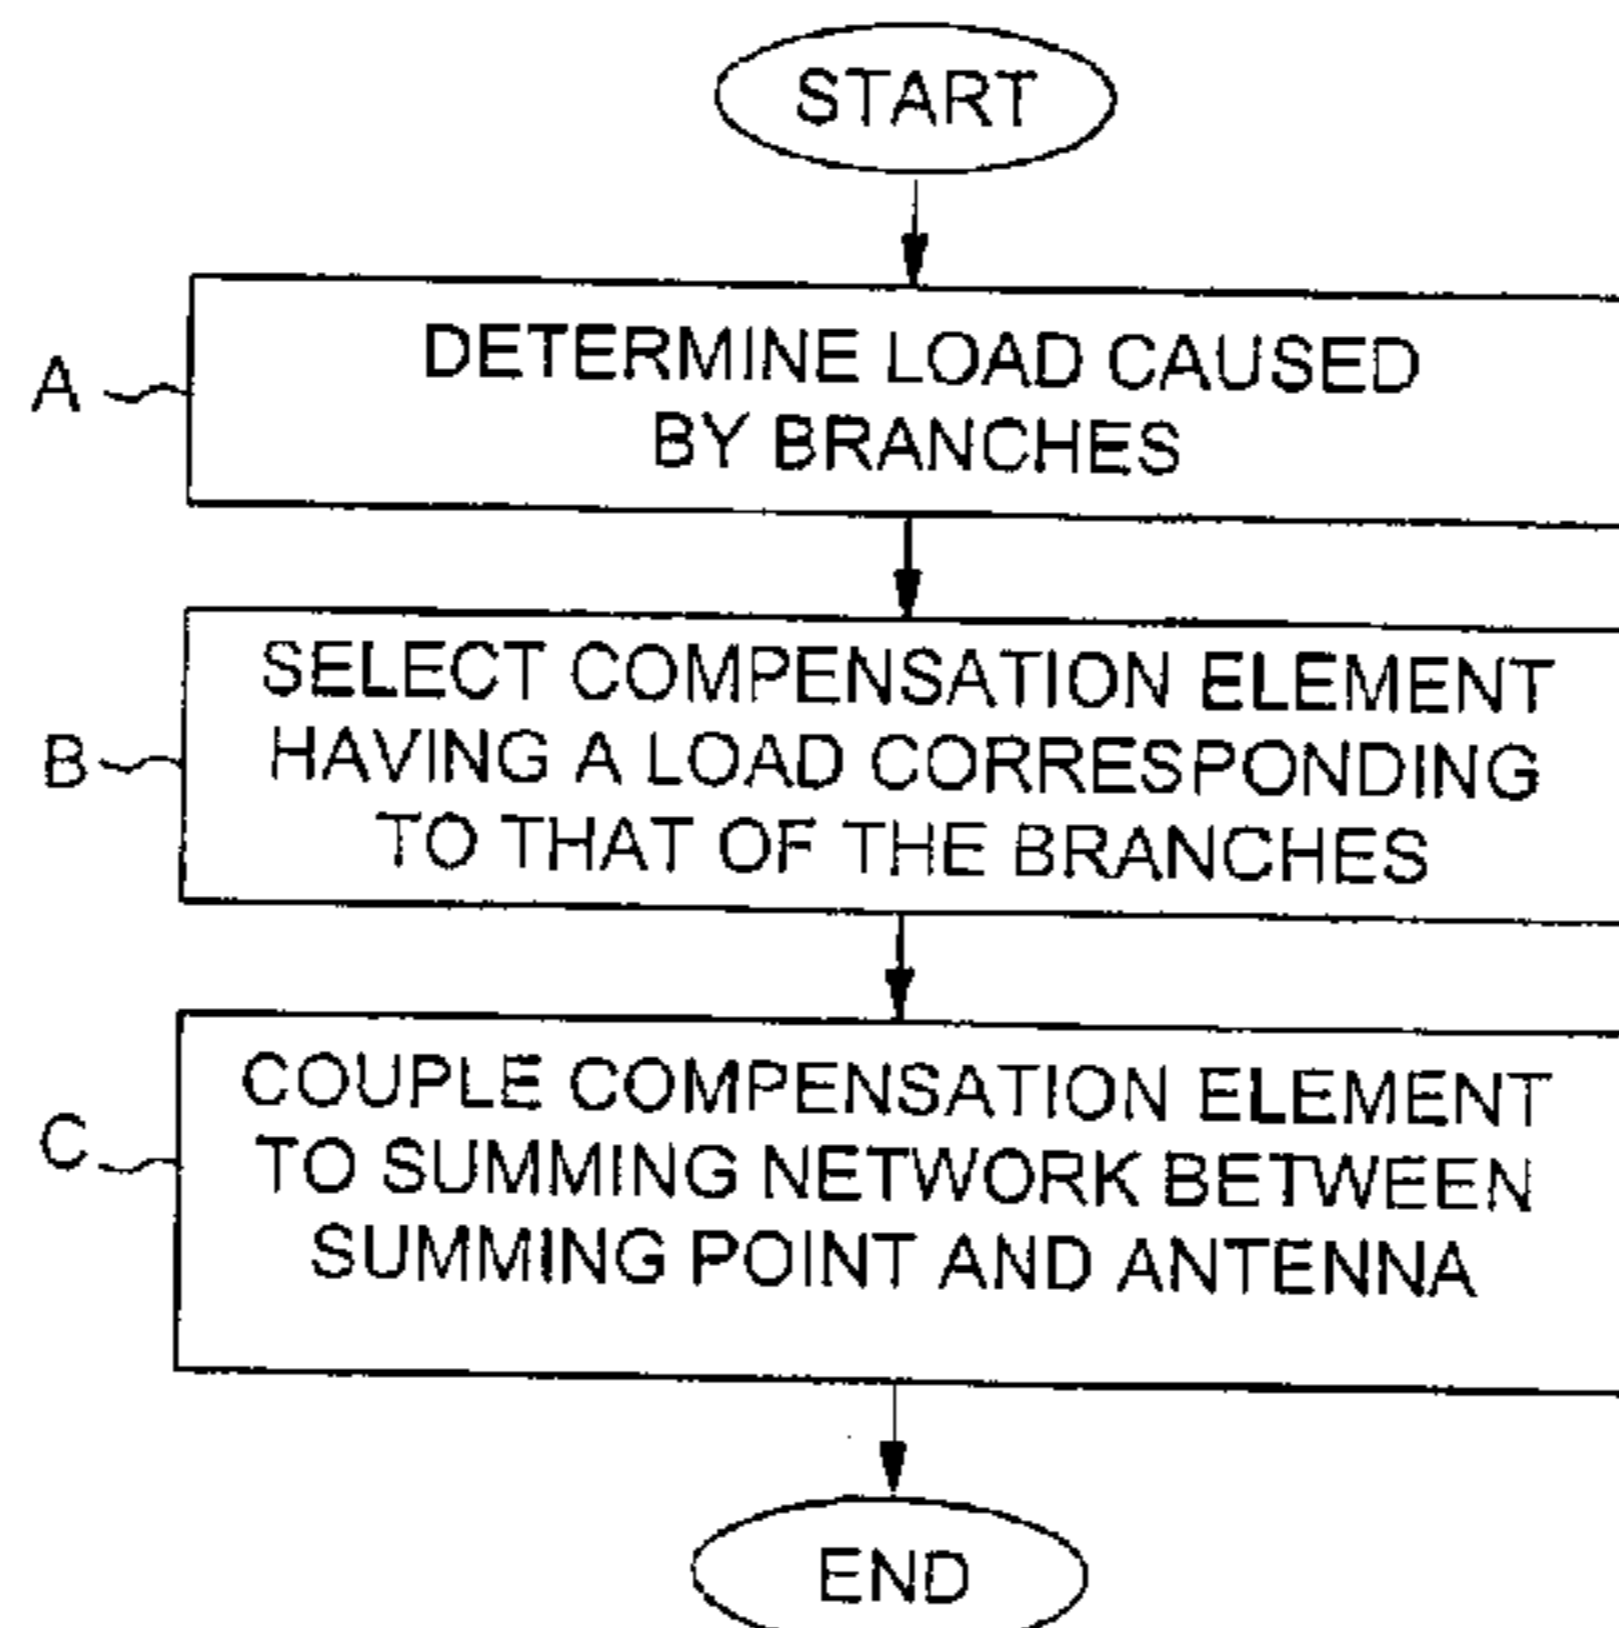 START
A
DETERMINE LOAD CAUSED
BY BRANCHES
B
SELECT COMPENSATION ELEMENT
HAVING A LOAD CORRESPONDING
TO THAT OF THE BRANCHES
C
COUPLE COMPENSATION ELEMENT
TO SUMMING NETWORK BETWEEN
SUMMING POINT AND ANTENNA
END